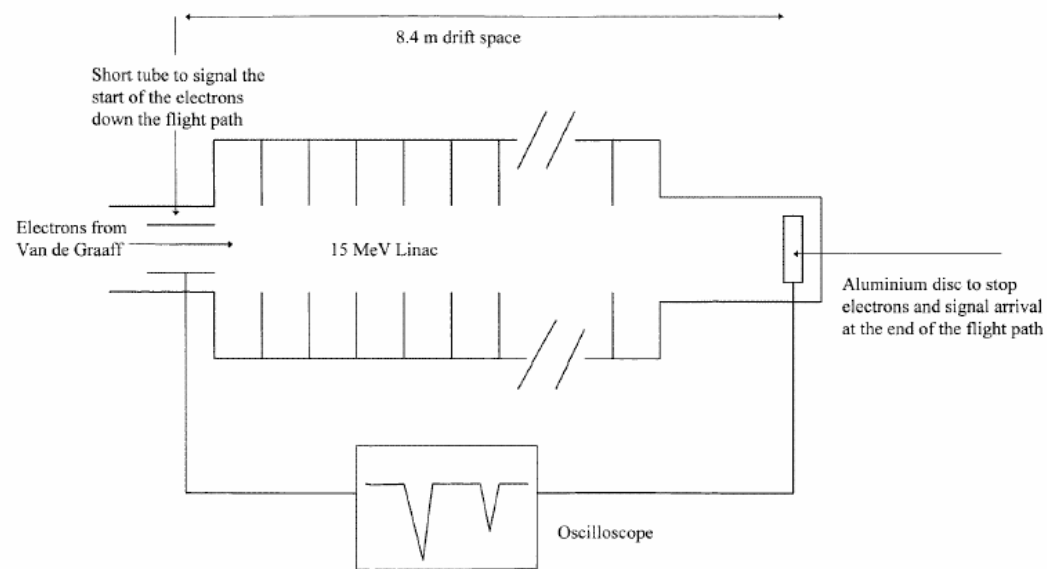 8.4 m drift space
Short tube to signal the
start of the electrons
down the flight path
Electrons from
Van de Graaff
15 MeV Linac
Aluminium disc to stop
electrons and signal arrival
at the end of the flight path
Oscilloscope